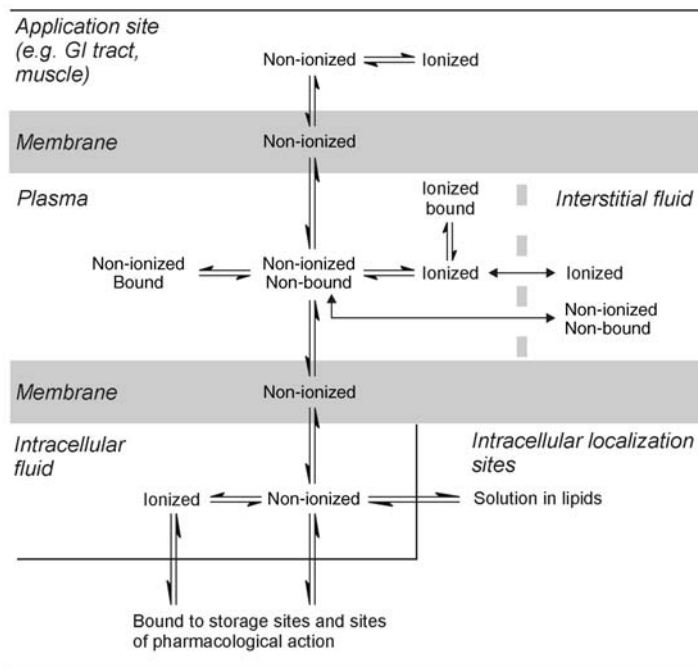 Application site
(e.g. GI tract,
muscle)
Non-ionized
Ionized
Membrane
Non-ionized
Plasma
Ionized
bound
Interstitial fluid
Non-ionized
Bound
Non-ionized
Non-bound
Ionized
Ionized
Non-ionized
Non-bound
Membrane
Non-ionized
Intracellular
fluid
Intracellular localization
sites
Ionized
Non-ionized
Solution in lipids
Bound to storage sites and sites
of pharmacological action